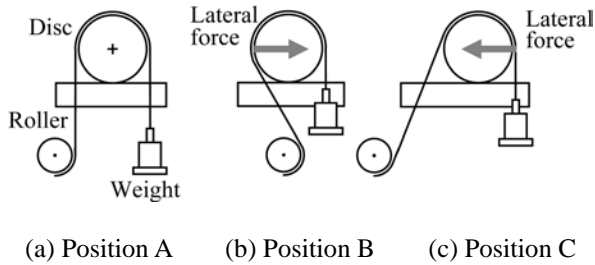 Disc
Roller
Weight
Lateral
force
Lateral
force
(a) Position A
(b) Position B
(c) Position C